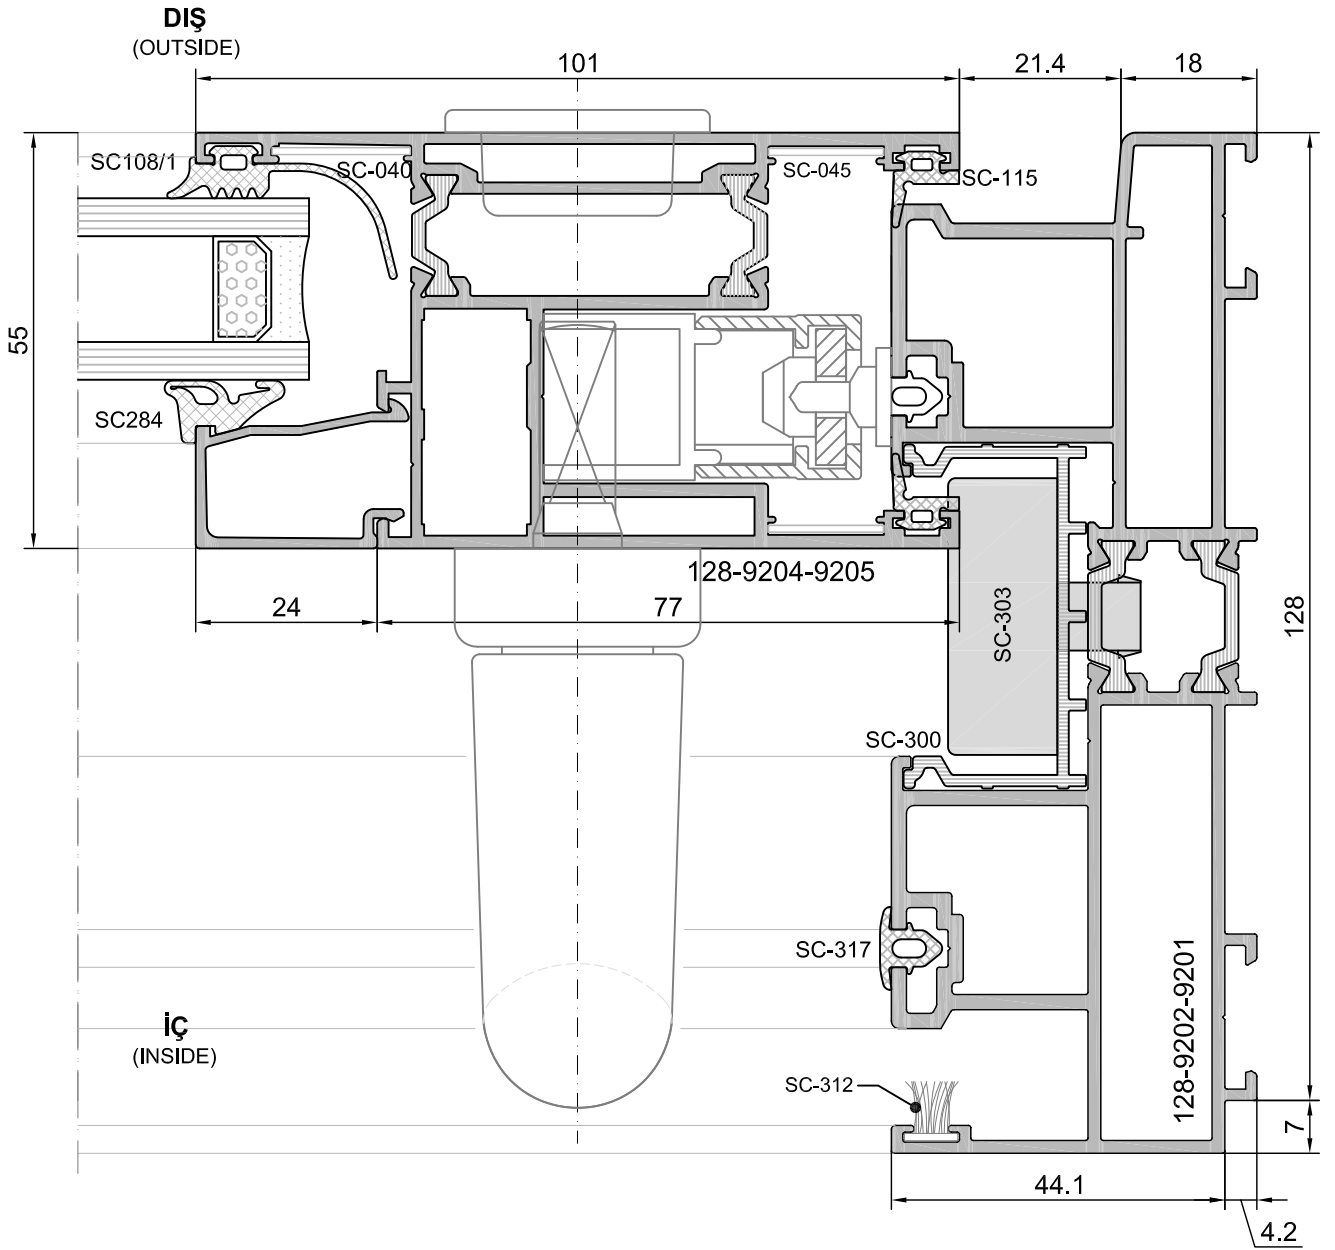 DIŞ
(OUTSIDE)
101
21.4
18
SC108/1
SC-040
SC-045
SC-115
55
SC284
128-9204-9205
24
77
SC-303
128
SC-300
SC-317
128-9202-9201
İÇ
(INSIDE)
SC-312
7
44.1
4.2